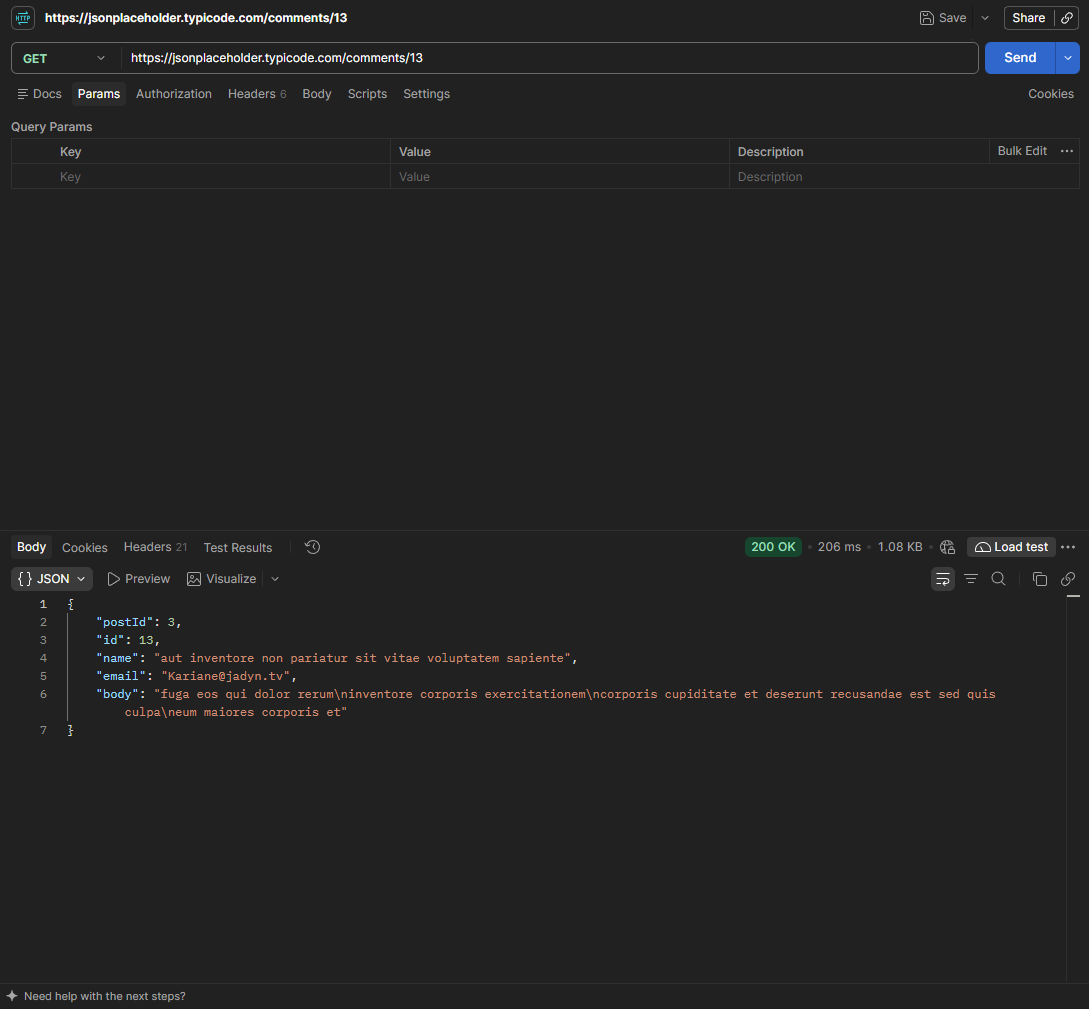 HTTP https://jsonplaceholder.typicode.com/comments/13 Save Share
GET https://jsonplaceholder.typicode.com/comments/13 Send
Docs Params Authorization Headers 6 Body Scripts Settings Cookies
Query Params
Key Value Description Bulk Edit
Key Value Description
Body Cookies Headers 21 Test Results 200 OK 206 ms 1.08 KB Load test
{} JSON Preview Visualize
1 {
2 "postId": 3,
3 "id": 13,
4 "name": "aut inventore non pariatur sit vitae voluptatem sapiente",
5 "email": "Kariane@jadyn.tv",
6 "body": "fuga eos qui dolor rerum\ninventore corporis exercitationem\ncorporis cupiditate et deserunt recusandae est sed quis
culpa\neum maiores corporis et"
7 }
Need help with the next steps?